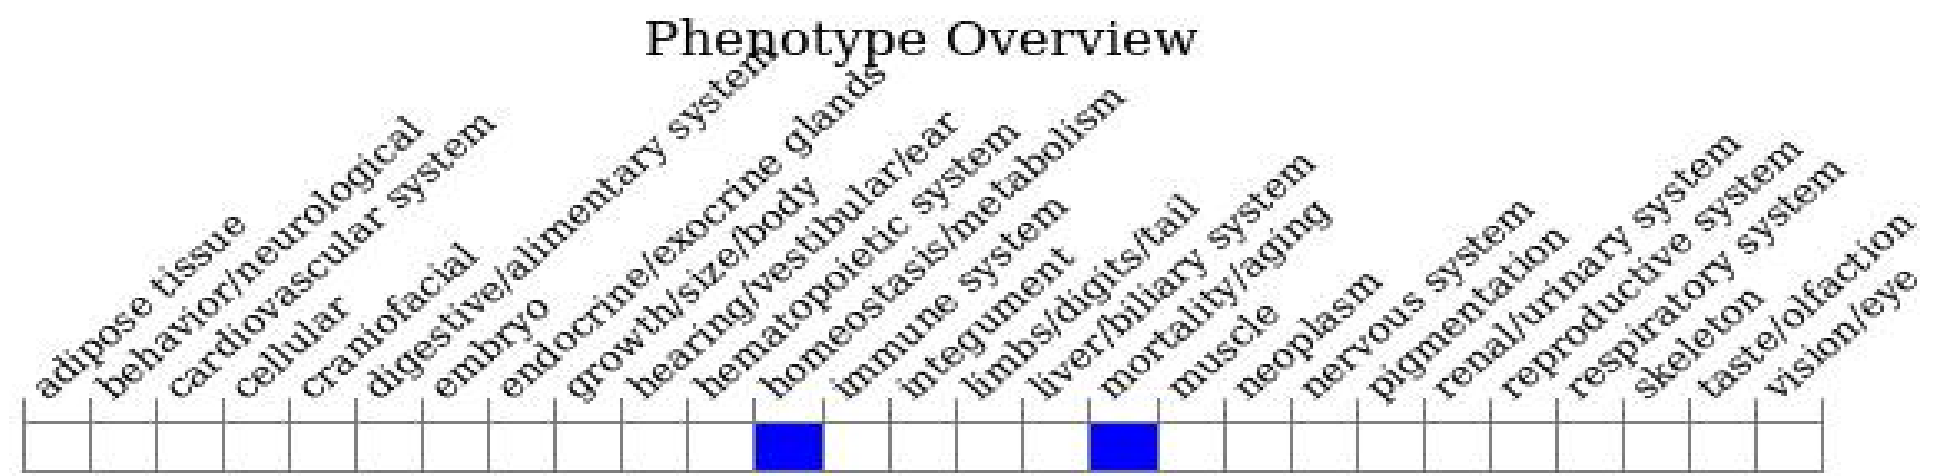 Phenotype Overview
adipose tissue
behavior/neurological
cardiovascular system
cellular
craniofacial
digestive/alimentary system
embryo
endocrine/exocrine glands
growth/size/body
hearing/vestibular/ear
hematopoietic system
homeostasis/metabolism
immune system
integument
limbs/digits/tail
liver/biliary system
mortality/aging
muscle
neoplasm
nervous system
pigmentation
renal/urinary system
reproductive system
respiratory system
skeleton
taste/olfaction
vision/eye